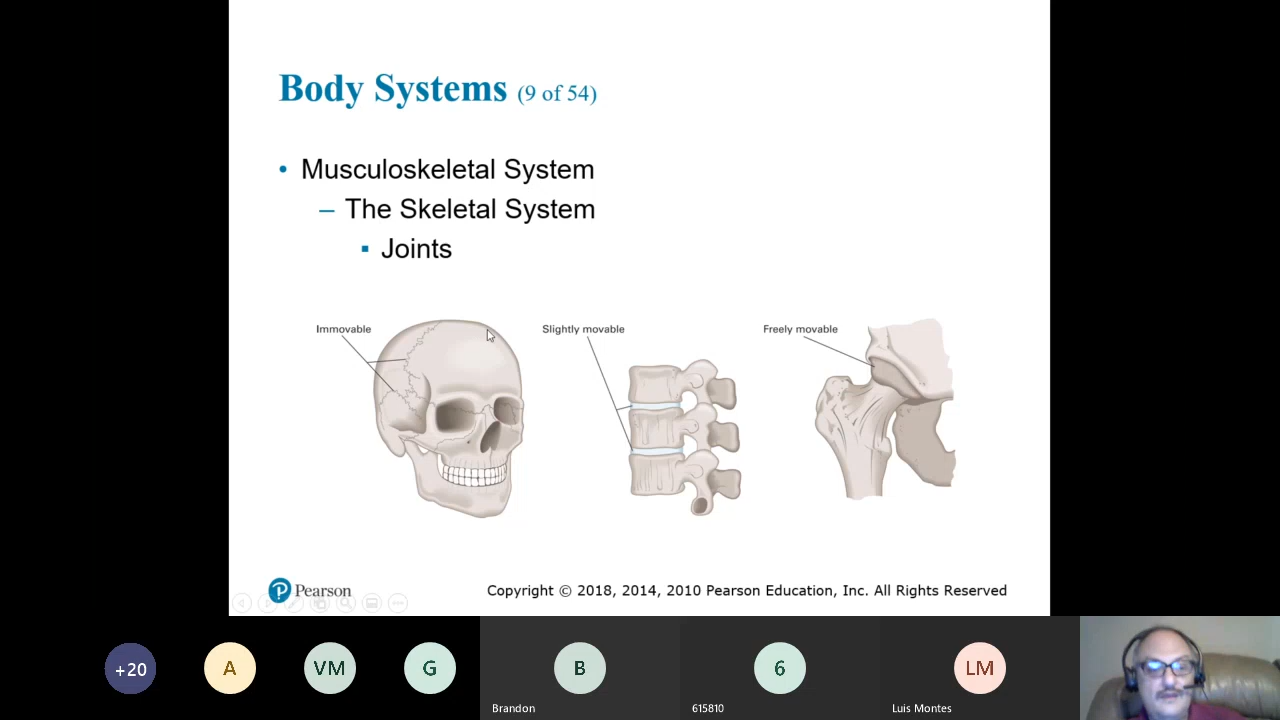 Body Systems (9 of 54)
• Musculoskeletal System
– The Skeletal System
▪ Joints
Immovable
Slightly movable
Freely movable
Pearson
Copyright © 2018, 2014, 2010 Pearson Education, Inc. All Rights Reserved
+20
A
VM
G
B
6
LM
Brandon
615810
Luis Montes